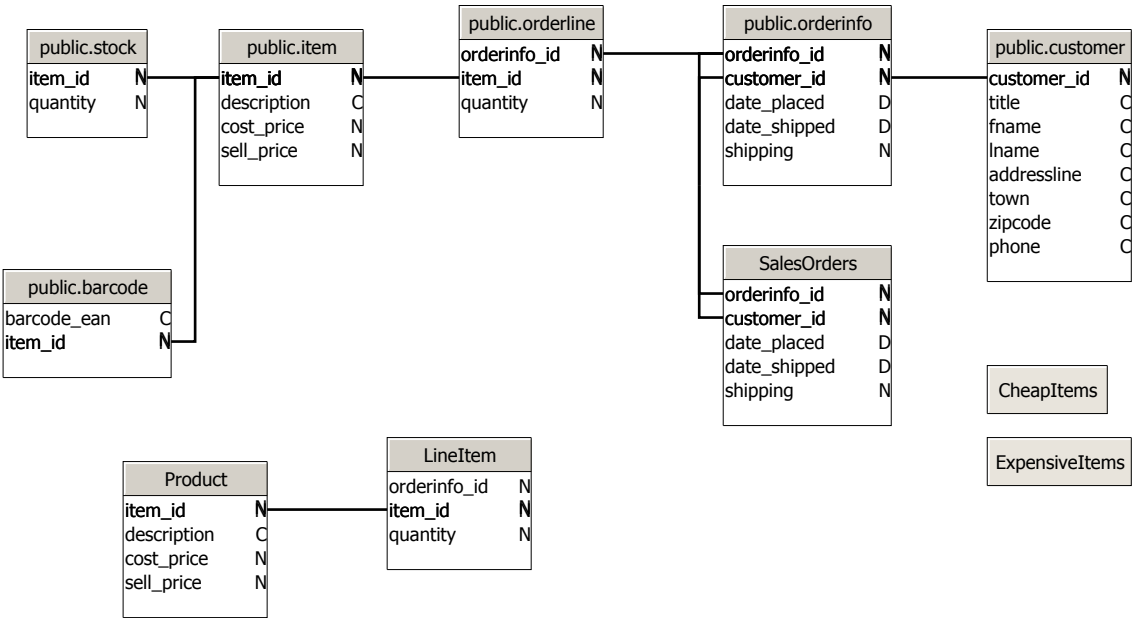 public.stock
item_id N
quantity N
public.item
item_id N
description C
cost_price N
sell_price N
public.orderline
orderinfo_id N
item_id N
quantity N
public.orderinfo
orderinfo_id N
customer_id N
date_placed D
date_shipped D
shipping N
public.customer
customer_id N
title C
fname C
lname C
addressline C
town C
zipcode C
phone C
public.barcode
barcode_ean C
item_id N
SalesOrders
orderinfo_id N
customer_id N
date_placed D
date_shipped D
shipping N
CheapItems
ExpensiveItems
Product
item_id N
description C
cost_price N
sell_price N
LineItem
orderinfo_id N
item_id N
quantity N